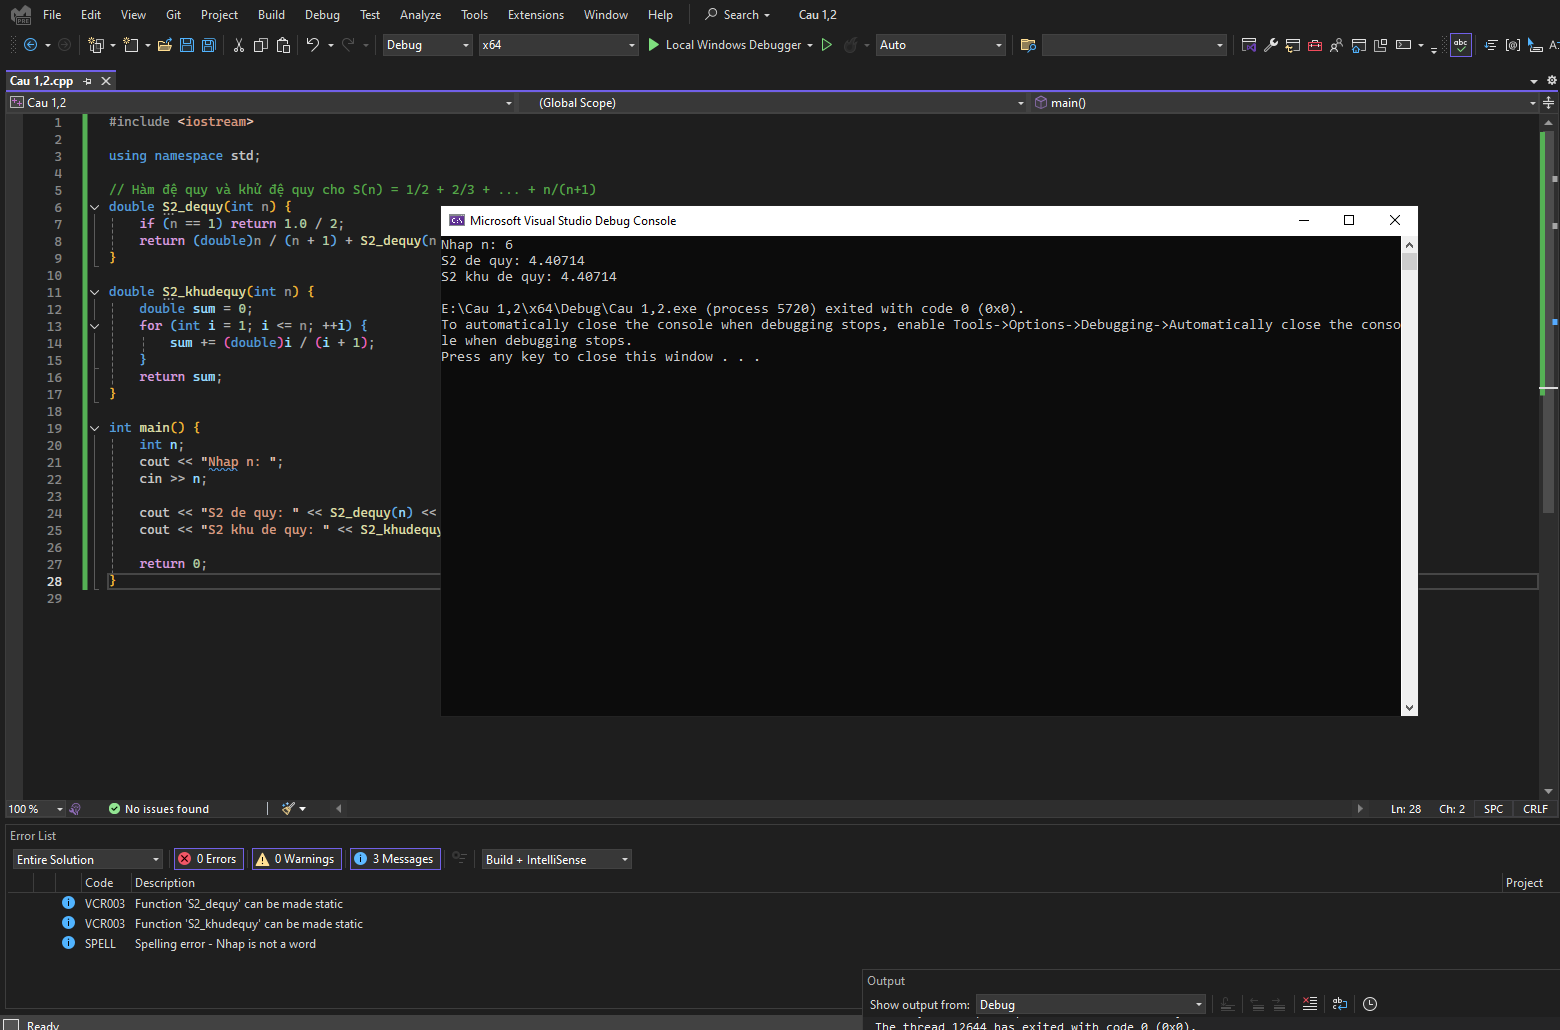 File Edit View Git Project Build Debug Test Analyze Tools Extensions Window Help Search Cau 1,2
Debug x64 Local Windows Debugger Auto
Cau 1,2.cpp
Cau 1,2 (Global Scope) main()
1 #include <iostream>
2
3 using namespace std;
4
5 // Hàm đệ quy và khử đệ quy cho S(n) = 1/2 + 2/3 + ... + n/(n+1)
6 double S2_dequy(int n) {
7 if (n == 1) return 1.0 / 2;
8 return (double)n / (n + 1) + S2_dequy(n
9 }
10
11 double S2_khudequy(int n) {
12 double sum = 0;
13 for (int i = 1; i <= n; ++i) {
14 sum += (double)i / (i + 1);
15 }
16 return sum;
17 }
18
19 int main() {
20 int n;
21 cout << "Nhap n: ";
22 cin >> n;
23
24 cout << "S2 de quy: " << S2_dequy(n) <<
25 cout << "S2 khu de quy: " << S2_khudequy
26
27 return 0;
28 }
29
Microsoft Visual Studio Debug Console
Nhap n: 6
S2 de quy: 4.40714
S2 khu de quy: 4.40714
E:\Cau 1,2\x64\Debug\Cau 1,2.exe (process 5720) exited with code 0 (0x0).
To automatically close the console when debugging stops, enable Tools->Options->Debugging->Automatically close the conso
le when debugging stops.
Press any key to close this window . . .
100 % No issues found Ln: 28 Ch: 2 SPC CRLF
Error List
Entire Solution 0 Errors 0 Warnings 3 Messages Build + IntelliSense
Code Description Project
VCR003 Function 'S2_dequy' can be made static
VCR003 Function 'S2_khudequy' can be made static
SPELL Spelling error - Nhap is not a word
Output
Show output from: Debug
The thread 12644 has exited with code 0 (0x0).
Ready